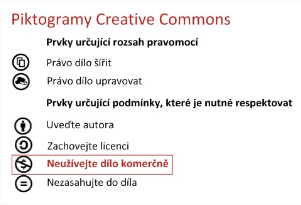 Piktogramy Creative Commons
Prvky určující rozsah pravomocí
Právo dílo šířit
Právo dílo upravovat
Prvky určující podmínky, které je nutné respektovat
Uveďte autora
Zachovejte licenci
Neužívejte dílo komerčně
Nezasahujte do díla